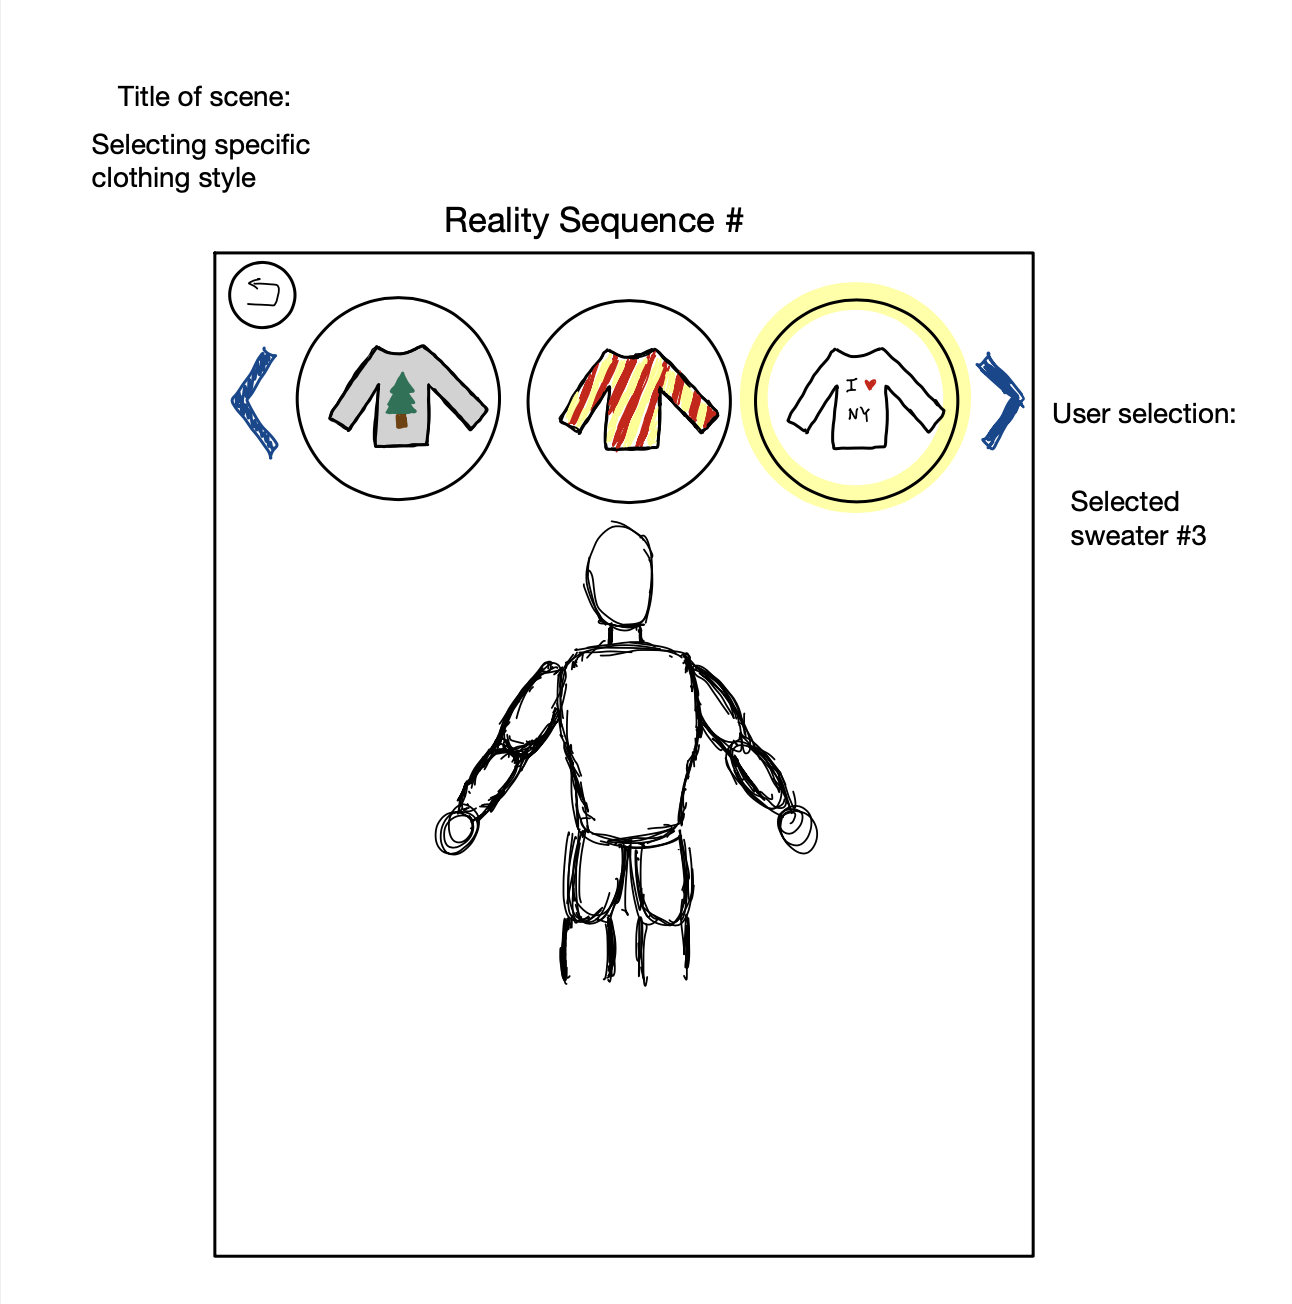 Title of scene:
Selecting specific
clothing style
Reality Sequence #
I ♥
NY
User selection:
Selected
sweater #3